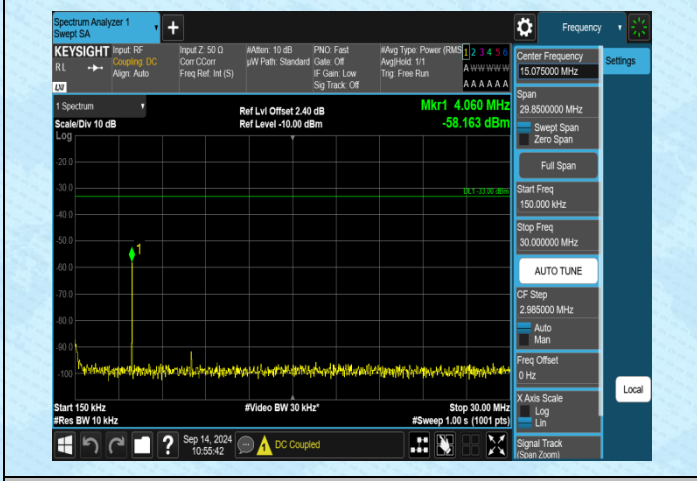 Spectrum Analyzer 1
Swept SA
+
Frequency
KEYSIGHT
RL
LXI
Input: RF
Coupling: DC
Align: Auto
Input Z: 50 Ω
Corr CCorr
Freq Ref: Int (S)
#Atten: 10 dB
µW Path: Standard
PNO: Fast
Gate: Off
IF Gain: Low
Sig Track: Off
#Avg Type: Power (RMS
Avg|Hold: 1/1
Trig: Free Run
1 2 3 4 5 6
A W W W W W
A A A A A A
Center Frequency
15.075000 MHz
Settings
Span
29.8500000 MHz
Swept Span
Zero Span
Full Span
Start Freq
150.000 kHz
Stop Freq
30.000000 MHz
AUTO TUNE
CF Step
2.985000 MHz
Auto
Man
Freq Offset
0 Hz
X Axis Scale
Log
Lin
Signal Track
(Span Zoom)
Local
1 Spectrum
Scale/Div 10 dB
Log
Ref Lvl Offset 2.40 dB
Ref Level -10.00 dBm
Mkr1 4.060 MHz
-58.163 dBm
-20.0
-30.0
DL1 -33.00 dBm
-40.0
-50.0
1
-60.0
-70.0
-80.0
-90.0
-100
Start 150 kHz
#Res BW 10 kHz
#Video BW 30 kHz*
Stop 30.00 MHz
#Sweep 1.00 s (1001 pts)
?
Sep 14, 2024
10:55:42
1
DC Coupled